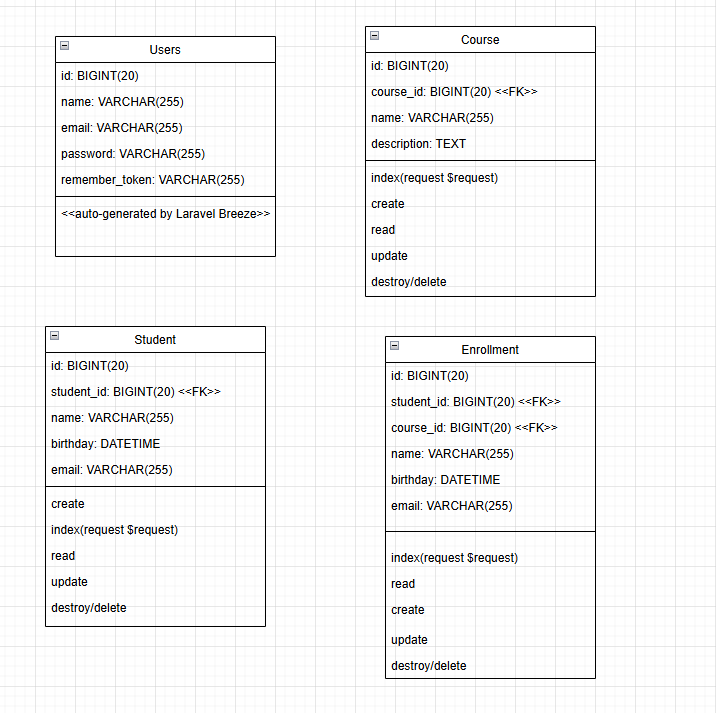 Users
id: BIGINT(20)
name: VARCHAR(255)
email: VARCHAR(255)
password: VARCHAR(255)
remember_token: VARCHAR(255)
<<auto-generated by Laravel Breeze>>
Course
id: BIGINT(20)
course_id: BIGINT(20) <<FK>>
name: VARCHAR(255)
description: TEXT
index(request $request)
create
read
update
destroy/delete
Student
id: BIGINT(20)
student_id: BIGINT(20) <<FK>>
name: VARCHAR(255)
birthday: DATETIME
email: VARCHAR(255)
create
index(request $request)
read
update
destroy/delete
Enrollment
id: BIGINT(20)
student_id: BIGINT(20) <<FK>>
course_id: BIGINT(20) <<FK>>
name: VARCHAR(255)
birthday: DATETIME
email: VARCHAR(255)
index(request $request)
read
create
update
destroy/delete